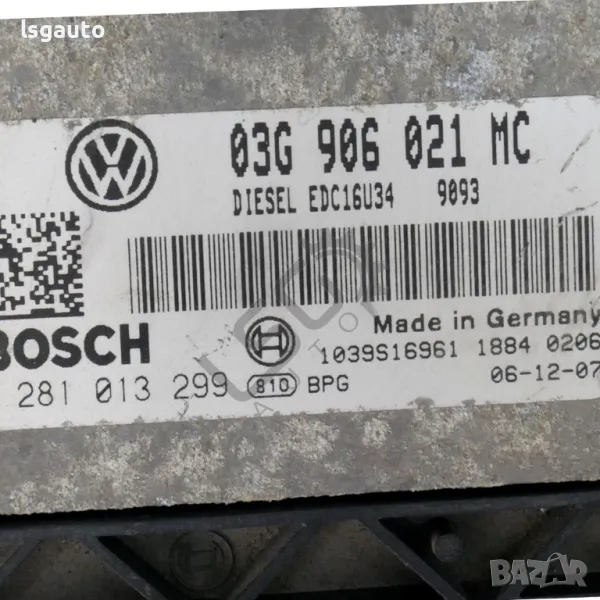 lsgauto
03G 906 021 MC
DIESEL EDC16U34 9093
BOSCH
Made in Germany
1039S16961 1884 0206
281 013 299 810 BPG
06-12-07
BAZAR